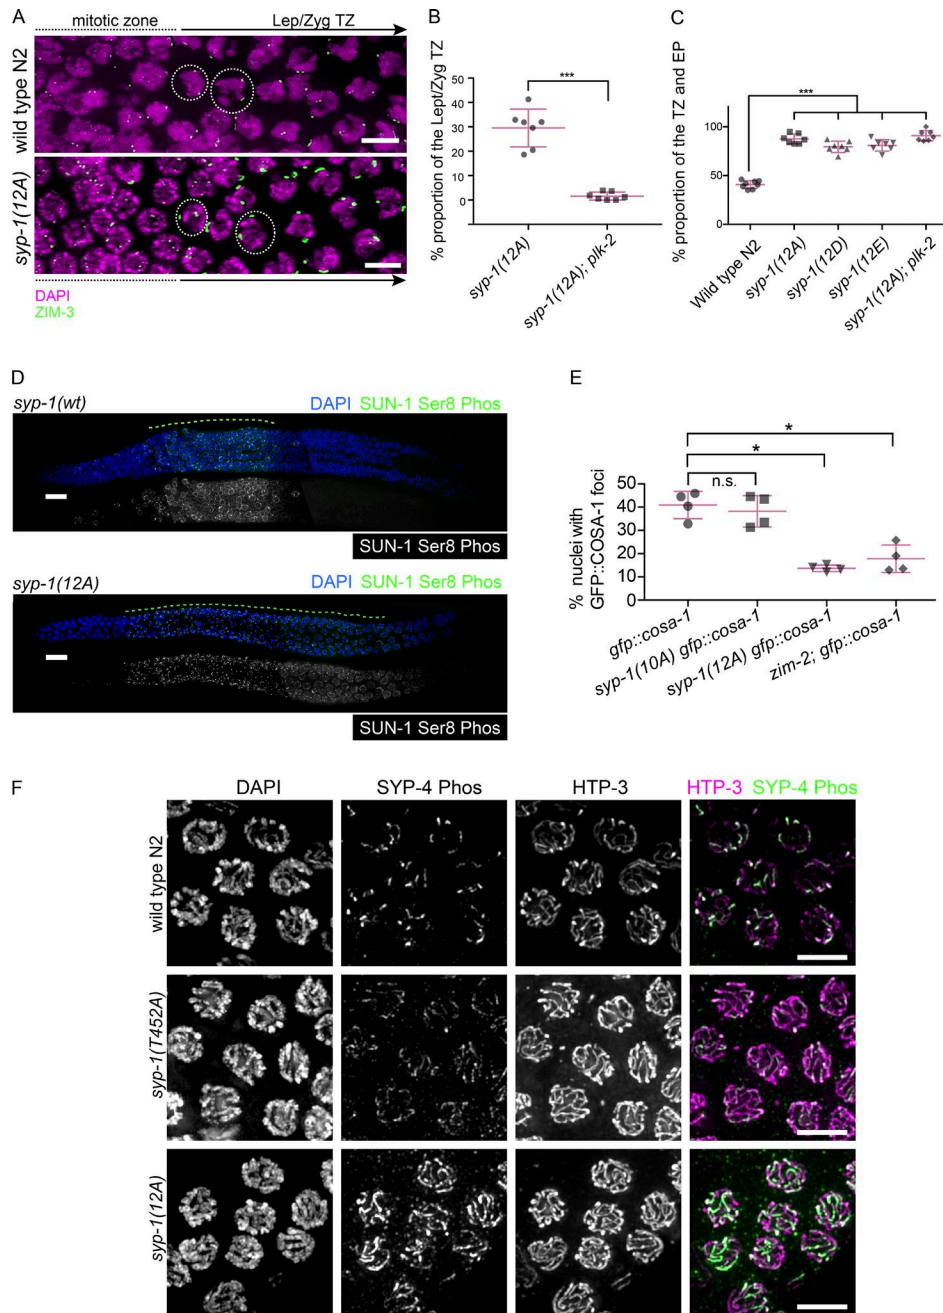 A
mitotic zone
Lep/Zyg TZ
wild type N2
syp-1(12A)
DAPI
ZIM-3
B
% proportion of the Lept/Zyg TZ
50
40
30
20
10
0
***
syp-1(12A)
syp-1(12A); plk-2
C
% proportion of the TZ and EP
100
50
0
***
Wild type N2
syp-1(12A)
syp-1(12D)
syp-1(12E)
syp-1(12A); plk-2
D
syp-1(wt)
DAPI SUN-1 Ser8 Phos
SUN-1 Ser8 Phos
syp-1(12A)
DAPI SUN-1 Ser8 Phos
SUN-1 Ser8 Phos
E
% nuclei with
GFP::COSA-1 foci
50
40
30
20
10
0
*
*
n.s.
gfp::cosa-1
syp-1(10A) gfp::cosa-1
syp-1(12A) gfp::cosa-1
zim-2; gfp::cosa-1
F
DAPI
SYP-4 Phos
HTP-3
HTP-3 SYP-4 Phos
wild type N2
syp-1(T452A)
syp-1(12A)